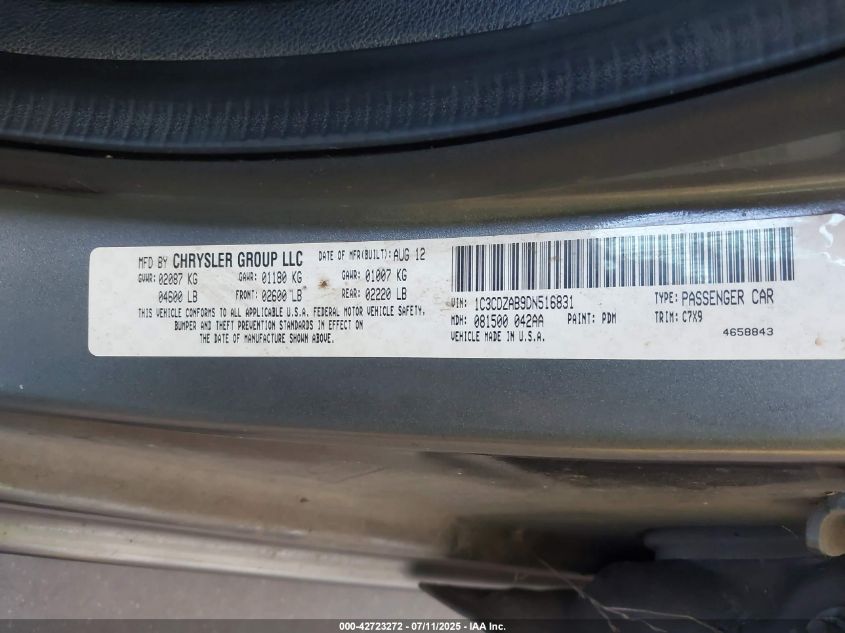 MFD BY CHRYSLER GROUP LLC DATE OF MFR(BUILT): AUG 12
GVWR: 02087 KG GAWR: 01180 KG GAWR: 01007 KG
04600 LB FRONT: 02600 LB REAR: 02220 LB
THIS VEHICLE CONFORMS TO ALL APPLICABLE U.S.A. FEDERAL MOTOR VEHICLE SAFETY,
BUMPER AND THEFT PREVENTION STANDARDS IN EFFECT ON
THE DATE OF MANUFACTURE SHOWN ABOVE.
VIN: 1C3CDZAB9DN516831 TYPE: PASSENGER CAR
MDH: 081500 042AA PAINT: PDM TRIM: C7X9
VEHICLE MADE IN U.S.A. 4658843
000-42723272 - 07/11/2025 - IAA Inc.